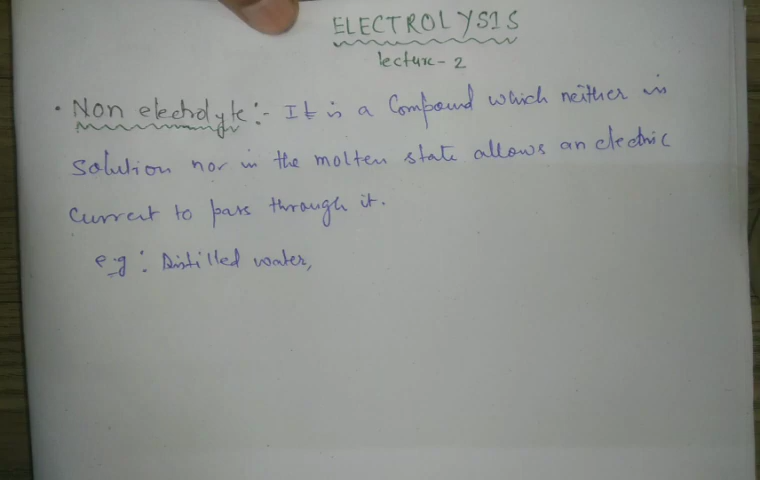 ELECTROLYSIS
lecture - 2
• Non electrolyte :- It is a Compound which neither in
solution nor in the molten state allows an electric
current to pass through it.
e.g : Distilled water,